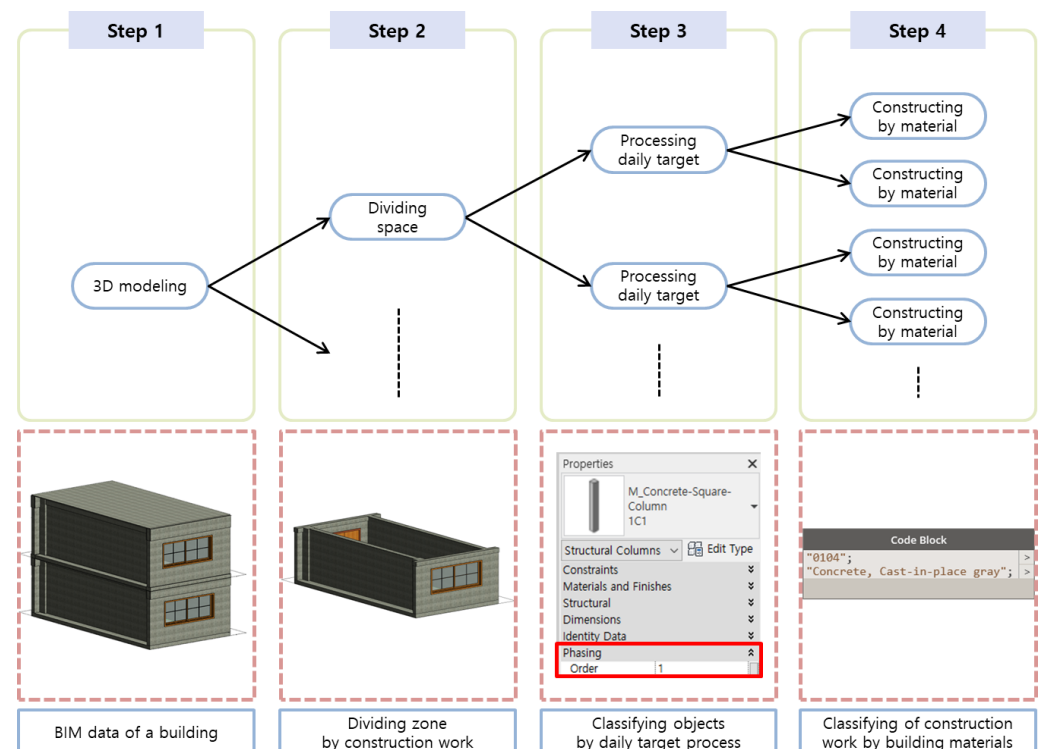 Step 1
Step 2
Step 3
Step 4
3D modeling
Dividing
space
Processing
daily target
Processing
daily target
Constructing
by material
Constructing
by material
Constructing
by material
Constructing
by material
Properties
M_Concrete-Square-
Column
1C1
Structural Columns
Edit Type
Constraints
Materials and Finishes
Structural
Dimensions
Identity Data
Phasing
Order 1
Code Block
"0104"; >
"Concrete, Cast-in-place gray"; >
BIM data of a building
Dividing zone
by construction work
Classifying objects
by daily target process
Classifying of construction
work by building materials